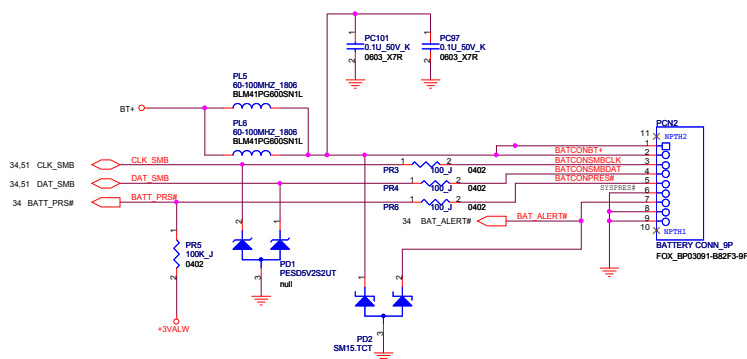 PC101
0.1U_50V_K
0603_X7R
1
2
PC97
0.1U_50V_K
0603_X7R
1
2
PL5
60-100MHZ_1806
BLM41PG600SN1L
BT+
PL6
60-100MHZ_1806
BLM41PG600SN1L
PCN2
11 NPTH2
1
BATCONBT+ 2
34,51 CLK_SMB CLK_SMB 1 2 BATCONSMBCLK 3
PR3 100_J 0402
34,51 DAT_SMB DAT_SMB 1 2 BATCONSMBDAT 4
PR4 100_J 0402
34 BATT_PRS# BATT_PRS# 1 2 BATCONPRES# 5
PR6 100_J 0402
SYSPRES# 6
7
34 BAT_ALERT# BAT_ALERT# 8
9
10 NPTH1
BATTERY CONN_9P
FOX_BP03091-B82F3-9F
1
PR5
100K_J
0402
2
+3VALW
2
1
3
PD1
PESD5V2S2UT
null
1
2
3
PD2
SM15.TCT